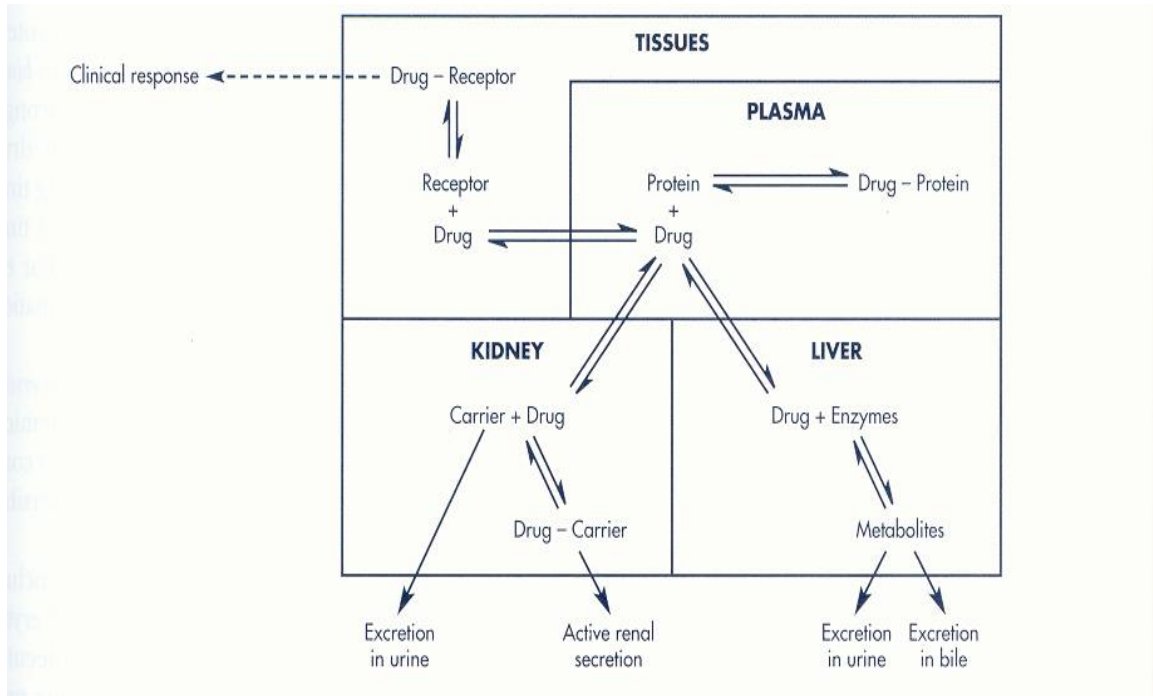 TISSUES
Clinical response
Drug – Receptor
PLASMA
Receptor
+
Drug
Protein
+
Drug
Drug – Protein
KIDNEY
LIVER
Carrier + Drug
Drug + Enzymes
Drug – Carrier
Metabolites
Excretion
in urine
Active renal
secretion
Excretion
in urine
Excretion
in bile